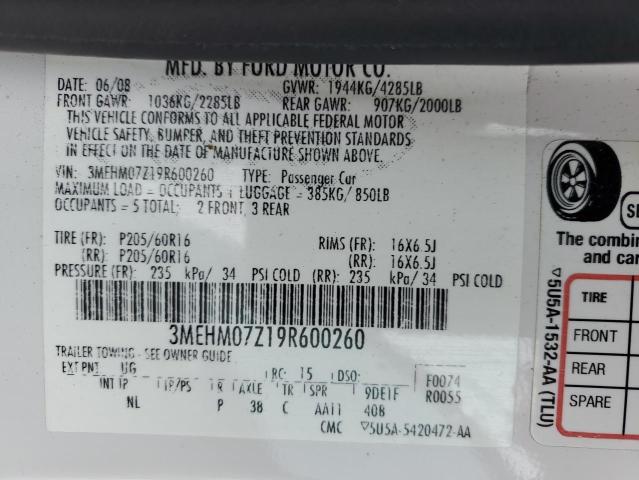 MFD. BY FORD MOTOR CO.
DATE: 06/08 GVWR: 1944KG/4285LB
FRONT GAWR: 1036KG/2285LB REAR GAWR: 907KG/2000LB
THIS VEHICLE CONFORMS TO ALL APPLICABLE FEDERAL MOTOR
VEHICLE SAFETY, BUMPER, AND THEFT PREVENTION STANDARDS
IN EFFECT ON THE DATE OF MANUFACTURE SHOWN ABOVE.
VIN: 3MEHM07Z19R600260 TYPE: Passenger Car
MAXIMUM LOAD = OCCUPANTS + LUGGAGE = 385KG/ 850LB
OCCUPANTS = 5 TOTAL: 2 FRONT, 3 REAR
TIRE (FR): P205/60R16 RIMS (FR): 16X6.5J
(RR): P205/60R16 (RR): 16X6.5J
PRESSURE (FR): 235 kPa/ 34 PSI COLD (RR): 235 kPa/ 34 PSI COLD
3MEHM07Z19R600260
TRAILER TOWING - SEE OWNER GUIDE
EXT PNT: UG RC: 15 DSO: F0074
INT TP TP/PS R AXLE TR SPR 9DE1F R0055
NL P 38 C AA11 408
CMC ▽5U5A-5420472-AA
The combin
and car
TIRE
FRONT
REAR
SPARE
▽5U5A-1532-AA (TLU)